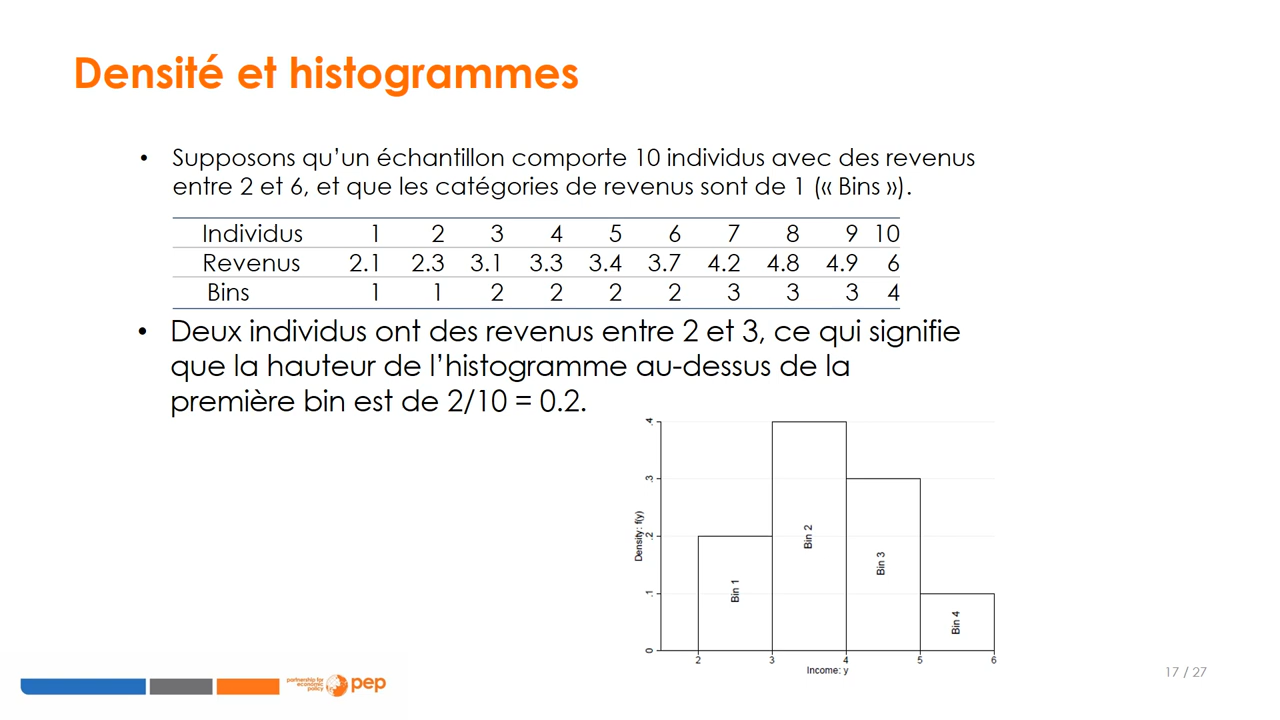 Densité et histogrammes
• Supposons qu’un échantillon comporte 10 individus avec des revenus
entre 2 et 6, et que les catégories de revenus sont de 1 (« Bins »).
Individus 1 2 3 4 5 6 7 8 9 10
Revenus 2.1 2.3 3.1 3.3 3.4 3.7 4.2 4.8 4.9 6
Bins 1 1 2 2 2 2 3 3 3 4
• Deux individus ont des revenus entre 2 et 3, ce qui signifie
que la hauteur de l’histogramme au-dessus de la
première bin est de 2/10 = 0.2.
Density: f(y)
0 .1 .2 .3 .4
Bin 1
Bin 2
Bin 3
Bin 4
2 3 4 5 6
Income: y
partnership for
economic
policy
pep
17 / 27